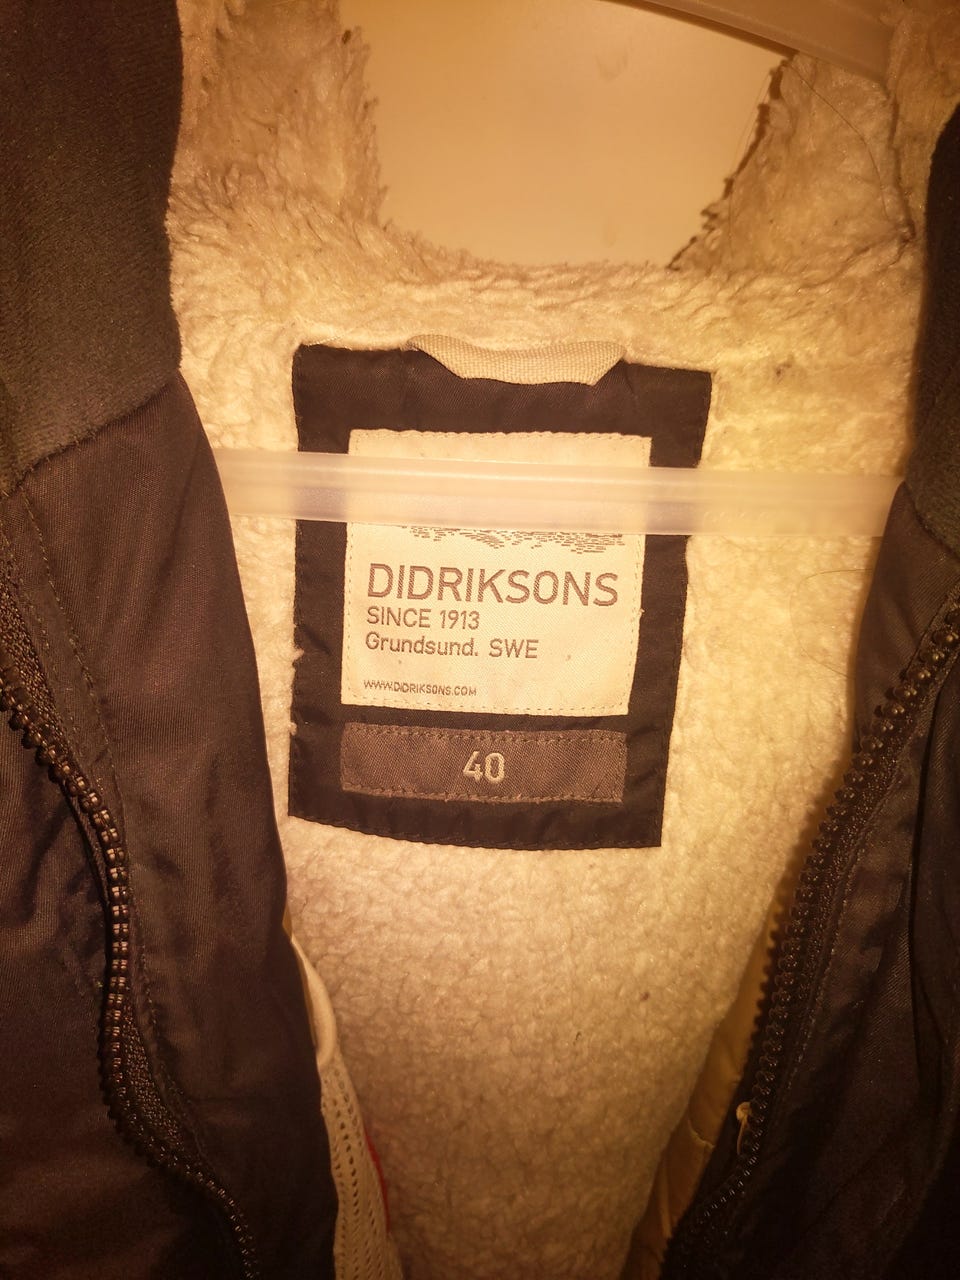 DIDRIKSONS
SINCE 1913
Grundsund. SWE
WWW.DIDRIKSONS.COM
40